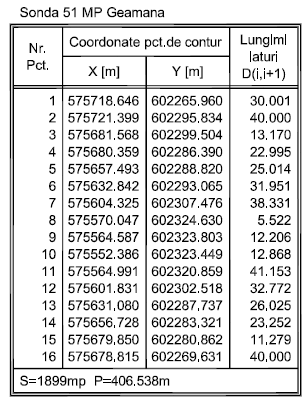 Sonda 51 MP Geamana
Nr. Pct. Coordonate pct.de contur Lungimi laturi D(i,i+1)
X [m] Y [m]
1 575718.646 602265.960 30.001
2 575721.399 602295.834 40.000
3 575681.568 602299.504 13.170
4 575680.359 602286.390 22.995
5 575657.493 602288.820 25.014
6 575632.842 602293.065 31.951
7 575604.325 602307.476 38.331
8 575570.047 602324.630 5.522
9 575564.587 602323.803 12.206
10 575552.386 602323.449 12.868
11 575564.991 602320.859 41.153
12 575601.831 602302.518 32.772
13 575631,080 602287,737 26,025
14 575656,728 602283,321 23,252
15 575679,850 602280,862 11,279
16 575678,815 602269,631 40,000
S=1899mp P=406.538m